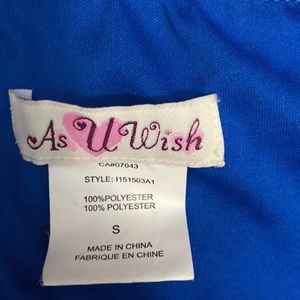 As U Wish
CA#07043
STYLE: I151503A1
100%POLYESTER
100% POLYESTER
S
MADE IN CHINA
FABRIQUE EN CHINE